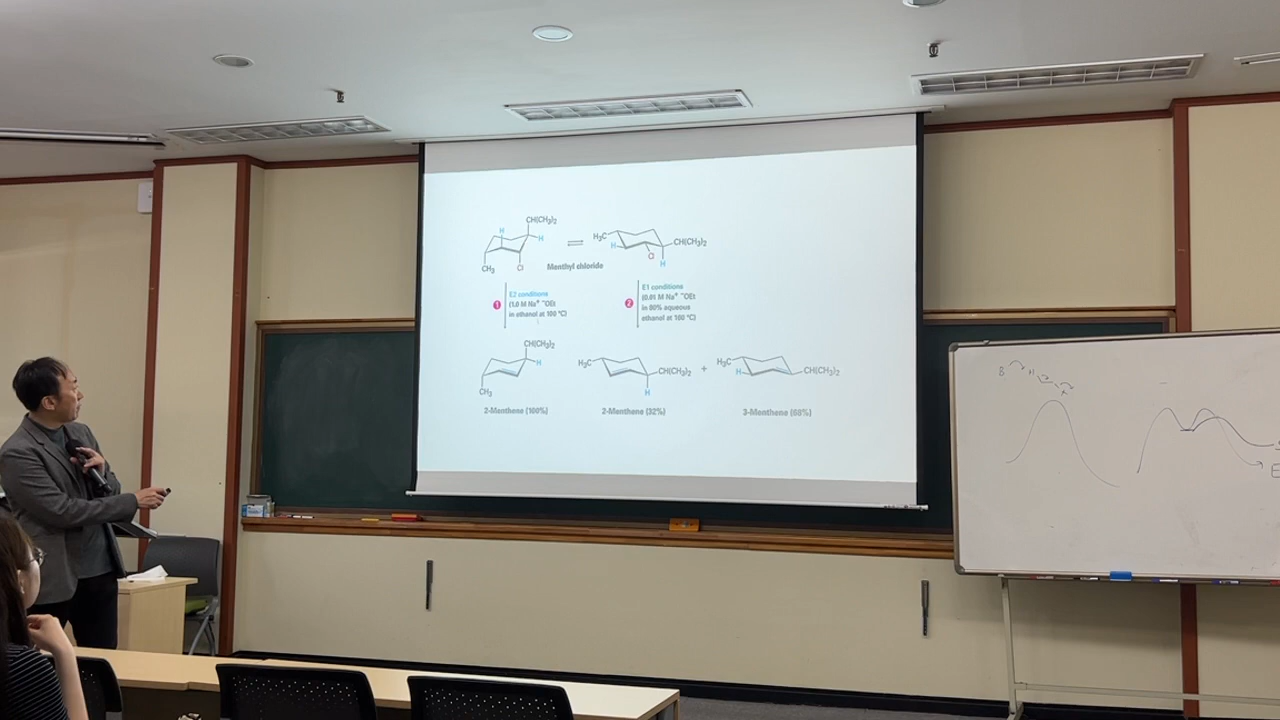 CH(CH₃)₂
H
H
CH₃
Cl
H₃C
H
CH(CH₃)₂
Cl
H
Menthyl chloride
1
E2 conditions
(1.0 M Na⁺ ⁻OEt
in ethanol at 100 °C)
2
E1 conditions
(0.01 M Na⁺ ⁻OEt
in 80% aqueous
ethanol at 160 °C)
CH(CH₃)₂
H
CH₃
2-Menthene (100%)
H₃C
CH(CH₃)₂
H
2-Menthene (32%)
+
H₃C
H
CH(CH₃)₂
3-Menthene (68%)
B
H